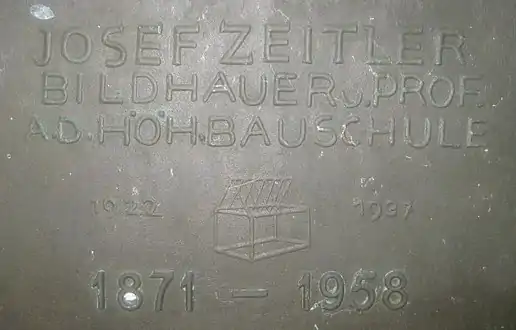 JOSEF ZEITLER
BILDHAUER U. PROF.
A.D. HÖH. BAUSCHULE
1922 1937
1871 – 1958